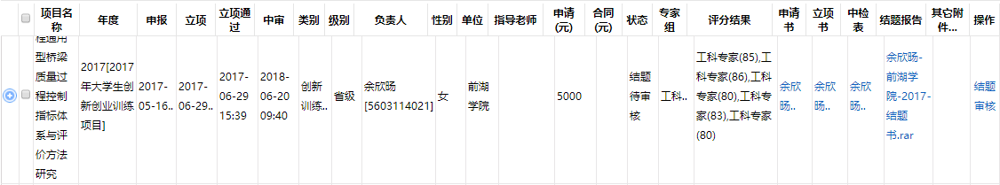 项目名称
年度
申报
立项
立项通过
中审
类别
级别
负责人
性别
单位
指导老师
申请(元)
合同(元)
状态
专家组
评分结果
申请书
立项书
中检表
结题报告
其它附件...
操作
程通用
型桥梁
质量过
程控制
指标体
系与评
价方法
研究
2017[2017
年大学生创
新创业训练
项目]
2017-
05-16..
2017-
06-29..
2017-
06-29
15:39
2018-
06-20
09:40
创新
训练..
省级
余欣旸
[5603114021]
女
前湖
学院
5000
结题
待审
核
工科..
工科专家(85),工
科专家(86),工科
专家(80),工科专
家(83),工科专家
(80)
余欣
旸..
余欣
旸..
余欣
旸..
余欣旸-
前湖学
院-2017-
结题
书.rar
结题
审核